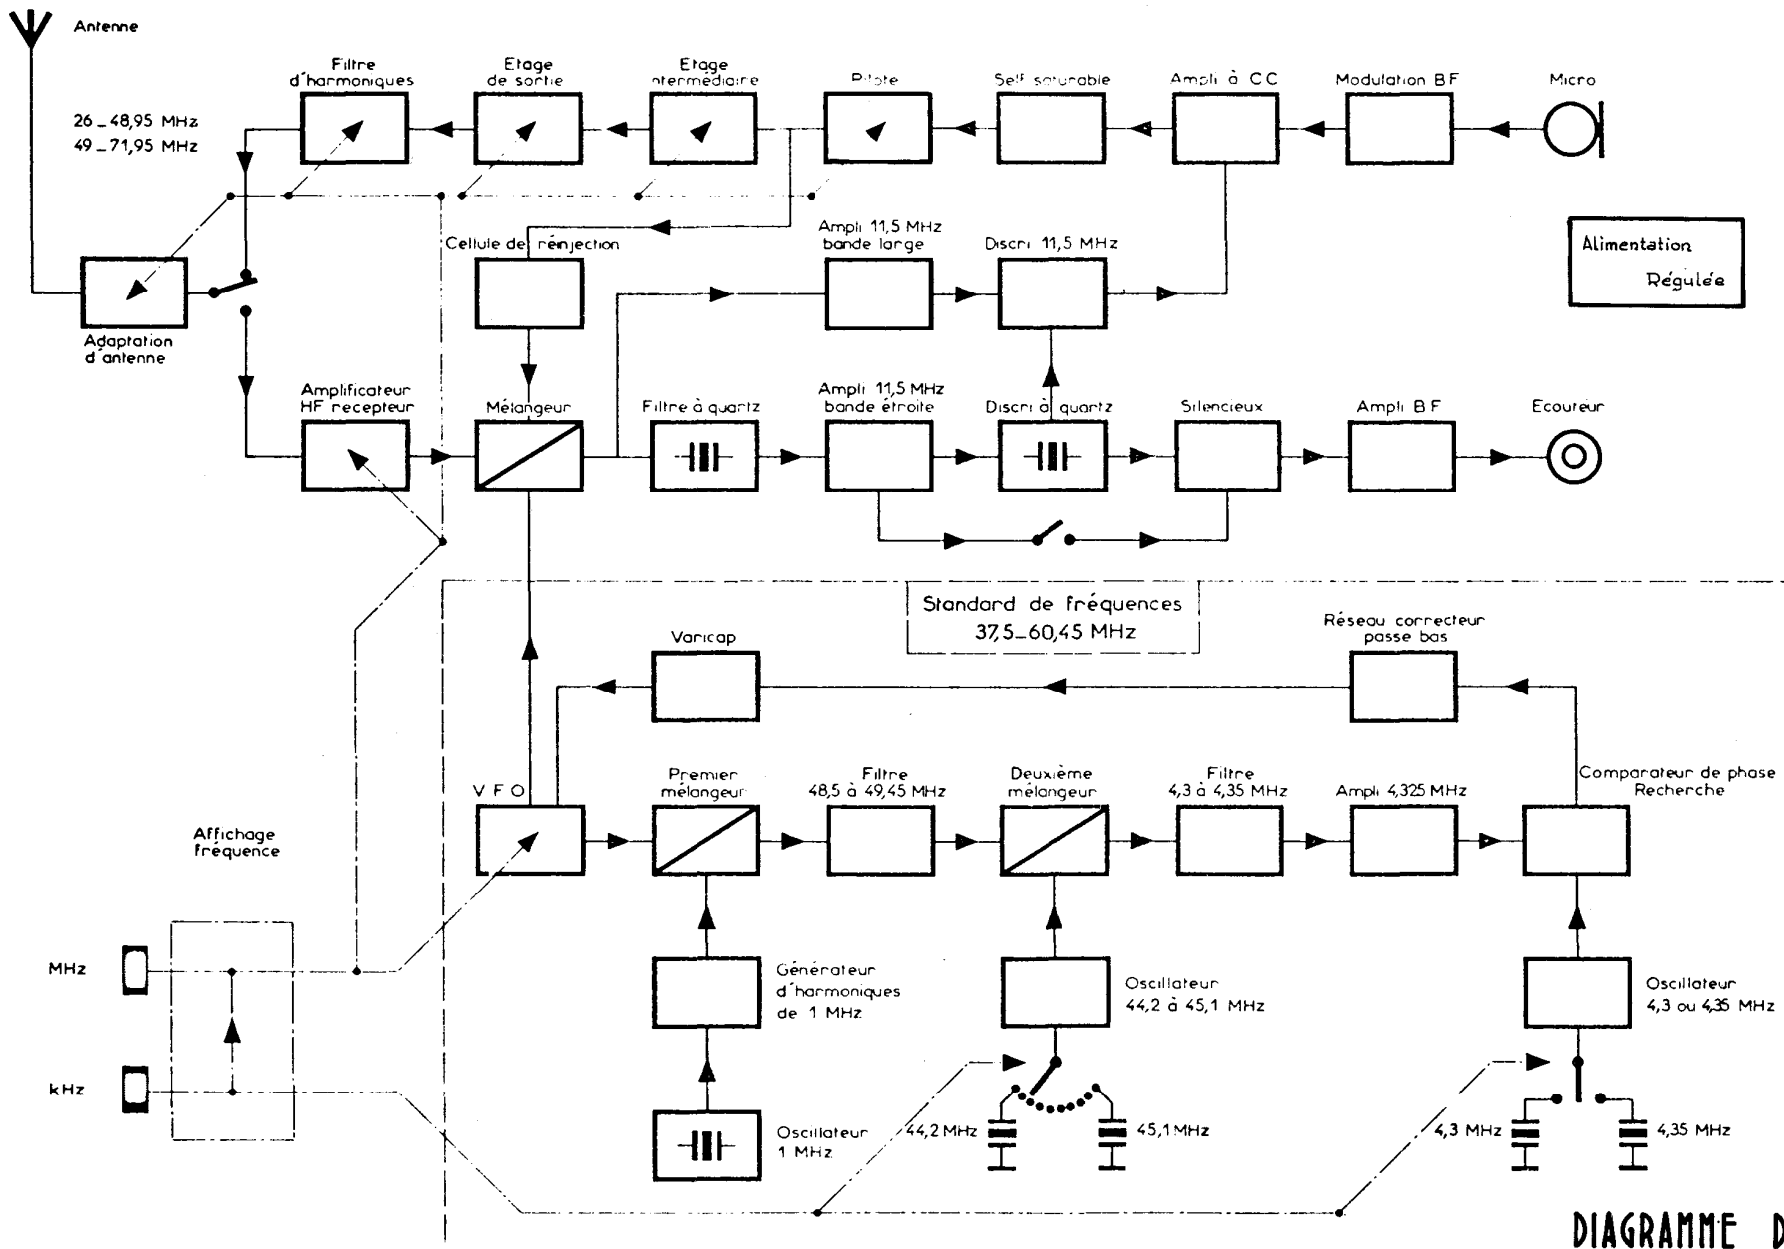 Antenne
Filtre
d'harmoniques
Etage
de sortie
Etage
intermédiaire
Pilote
Self saturable
Ampli à CC
Modulation BF
Micro
26_48,95 MHz
49_71,95 MHz
Cellule de réinjection
Ampli 11,5 MHz
bande large
Discri 11,5 MHz
Alimentation
Régulée
Adaptation
d'antenne
Amplificateur
HF recepteur
Mélangeur
Filtre à quartz
Ampli 11,5 MHz
bande étroite
Discri à quartz
Silencieux
Ampli BF
Ecouteur
Standard de fréquences
37,5_60,45 MHz
Varicap
Réseau correcteur
passe bas
VFO
Premier
mélangeur
Filtre
48,5 à 49,45 MHz
Deuxième
mélangeur
Filtre
4,3 à 4,35 MHz
Ampli 4,325 MHz
Comparateur de phase
Recherche
Affichage
fréquence
MHz
Générateur
d'harmoniques
de 1 MHz
Oscillateur
44,2 à 45,1 MHz
Oscillateur
4,3 ou 4,35 MHz
kHz
Oscillateur
1 MHz
44,2 MHz
45,1 MHz
4,3 MHz
4,35 MHz
DIAGRAMME D